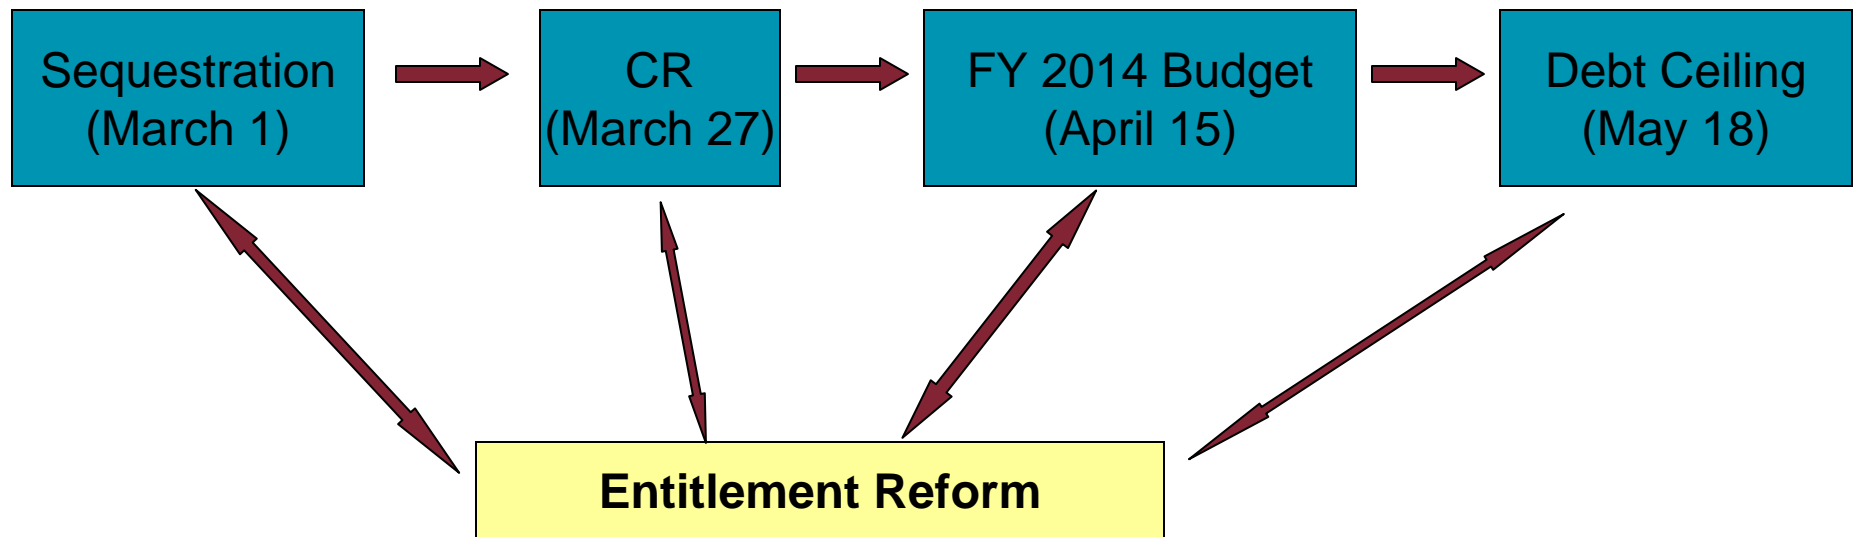 Sequestration
(March 1)
CR
(March 27)
FY 2014 Budget
(April 15)
Debt Ceiling
(May 18)
Entitlement Reform